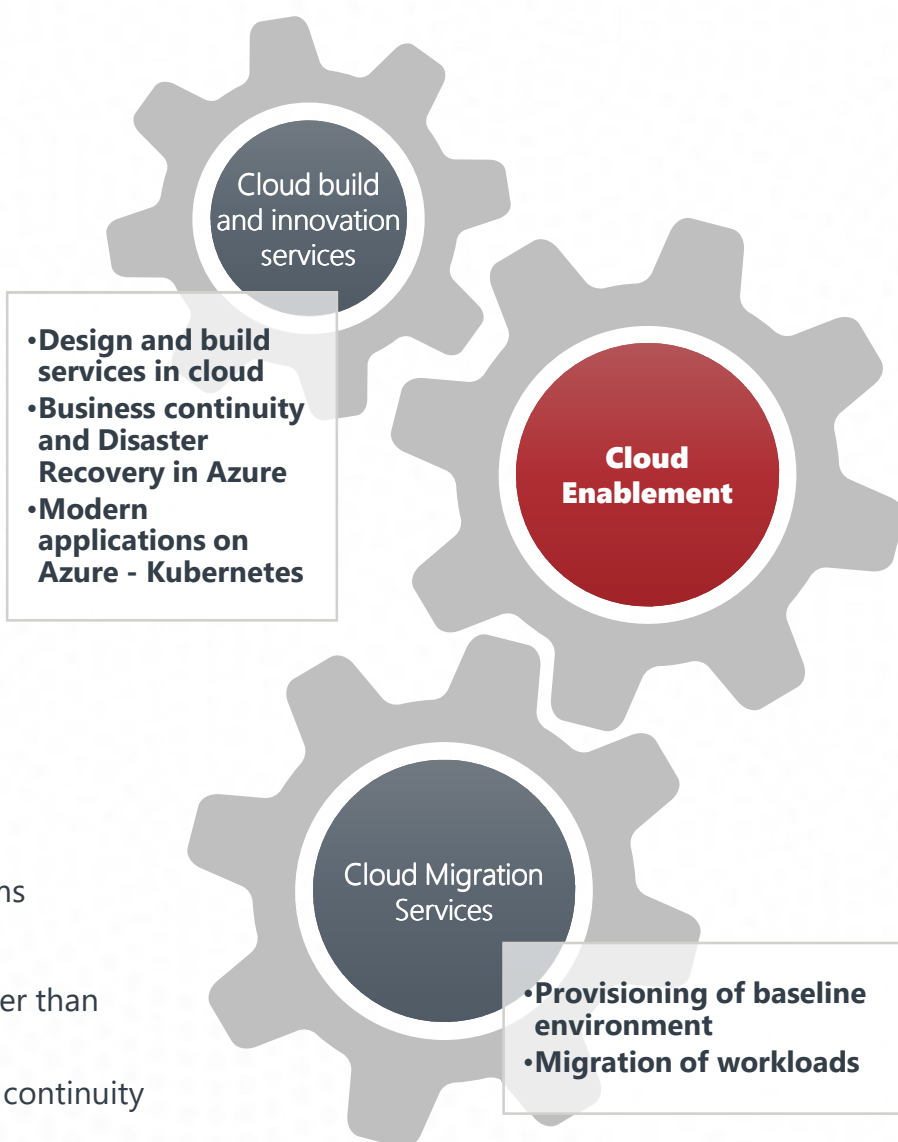 Cloud build
and innovation
services
•Design and build
services in cloud
•Business continuity
and Disaster
Recovery in Azure
•Modern
applications on
Azure - Kubernetes
Cloud
Enablement
Cloud Migration
Services
•Provisioning of baseline
environment
•Migration of workloads
than
continuity